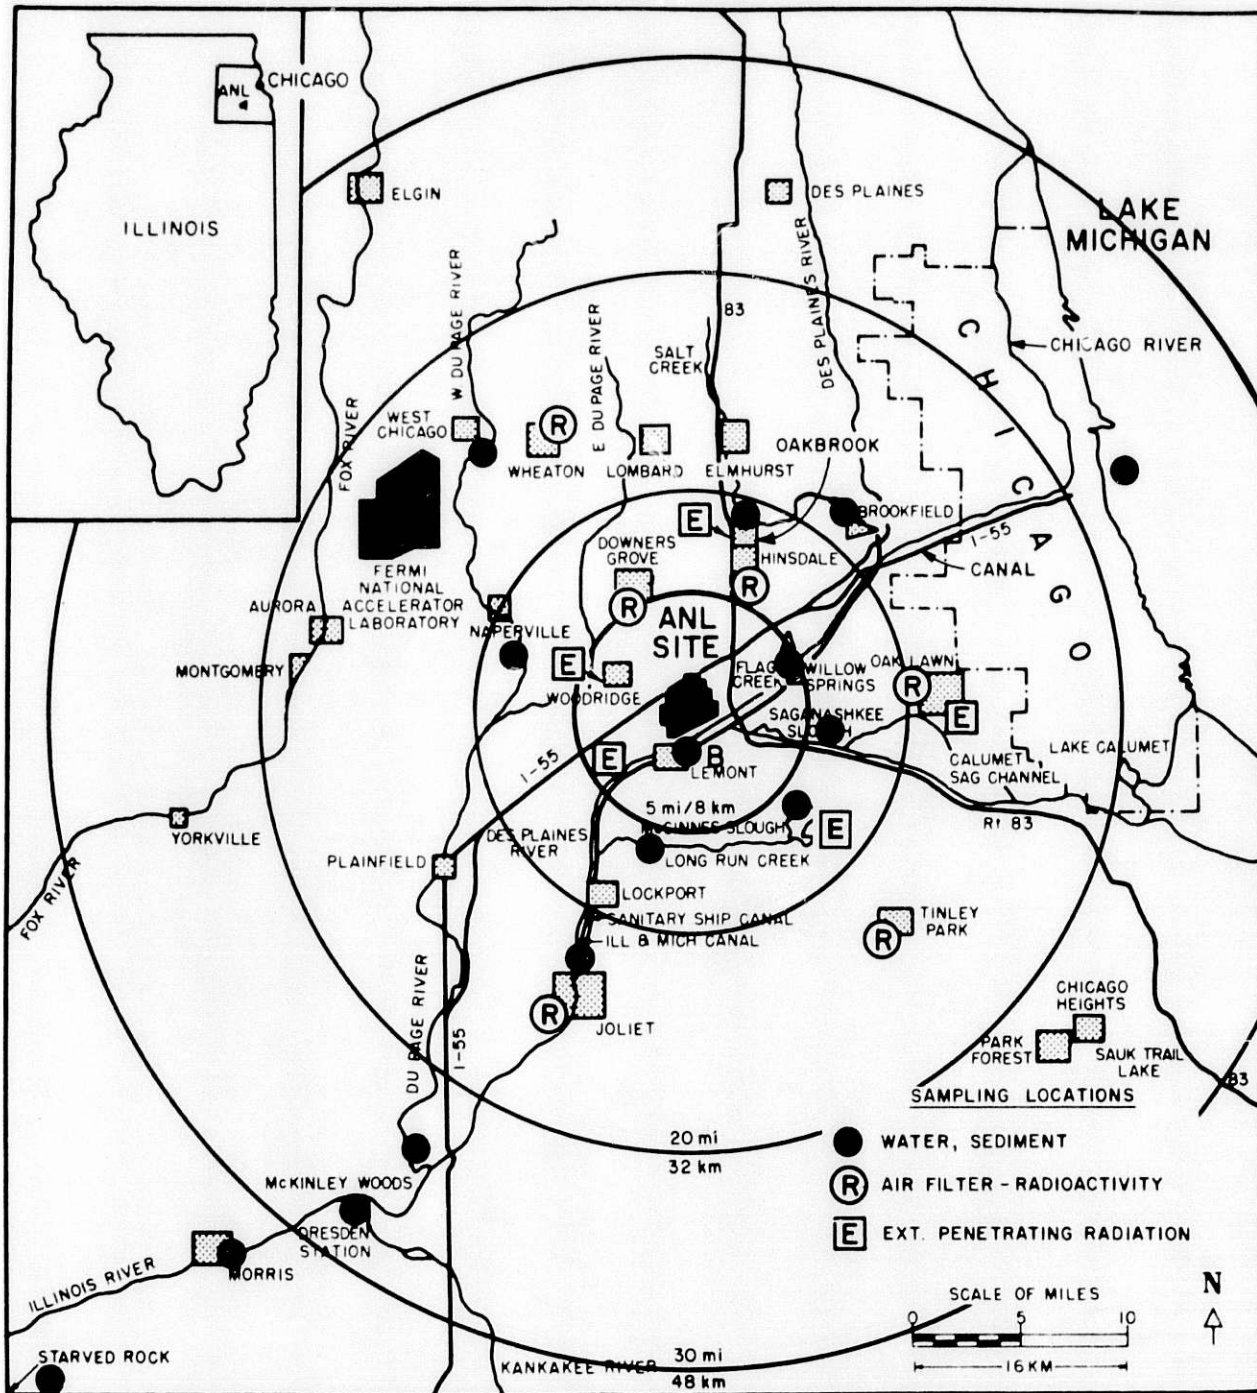 ANL
CHICAGO
ILLINOIS
ELGIN
DES PLAINES
LAKE
MICHIGAN
W DU PAGE RIVER
E DU PAGE RIVER
DES PLAINES RIVER
83
SALT
CREEK
CHICAGO
CHICAGO RIVER
FOX RIVER
WEST
CHICAGO
R
WHEATON
LOMBARD
ELMHURST
OAKBROOK
E
BROOKFIELD
I-55
CANAL
DOWNERS
GROVE
HINSDALE
R
R
FERMI
NATIONAL
ACCELERATOR
LABORATORY
AURORA
NAPERVILLE
MONTGOMERY
ANL
SITE
E
WOODRIDGE
FLAG
CREEK
WILLOW
SPRINGS
OAK LAWN
R
E
SAGANASHKEE
SLOUGH
I-55
E
B
LEMONT
CALUMET
SAG CHANNEL
LAKE CALUMET
5 mi/8 km
McGINNES SLOUGH
E
Rt 83
YORKVILLE
DES PLAINES
RIVER
PLAINFIELD
LONG RUN CREEK
FOX RIVER
LOCKPORT
SANITARY SHIP CANAL
ILL & MICH CANAL
TINLEY
PARK
R
DU PAGE RIVER
I-55
R
JOLIET
CHICAGO
HEIGHTS
PARK
FOREST
SAUK TRAIL
LAKE
83
SAMPLING LOCATIONS
20 mi
32 km
WATER, SEDIMENT
R AIR FILTER - RADIOACTIVITY
E EXT. PENETRATING RADIATION
McKINLEY WOODS
DRESDEN
STATION
MORRIS
ILLINOIS RIVER
STARVED ROCK
KANKAKEE RIVER
30 mi
48 km
SCALE OF MILES
0 5 10
16 KM
N